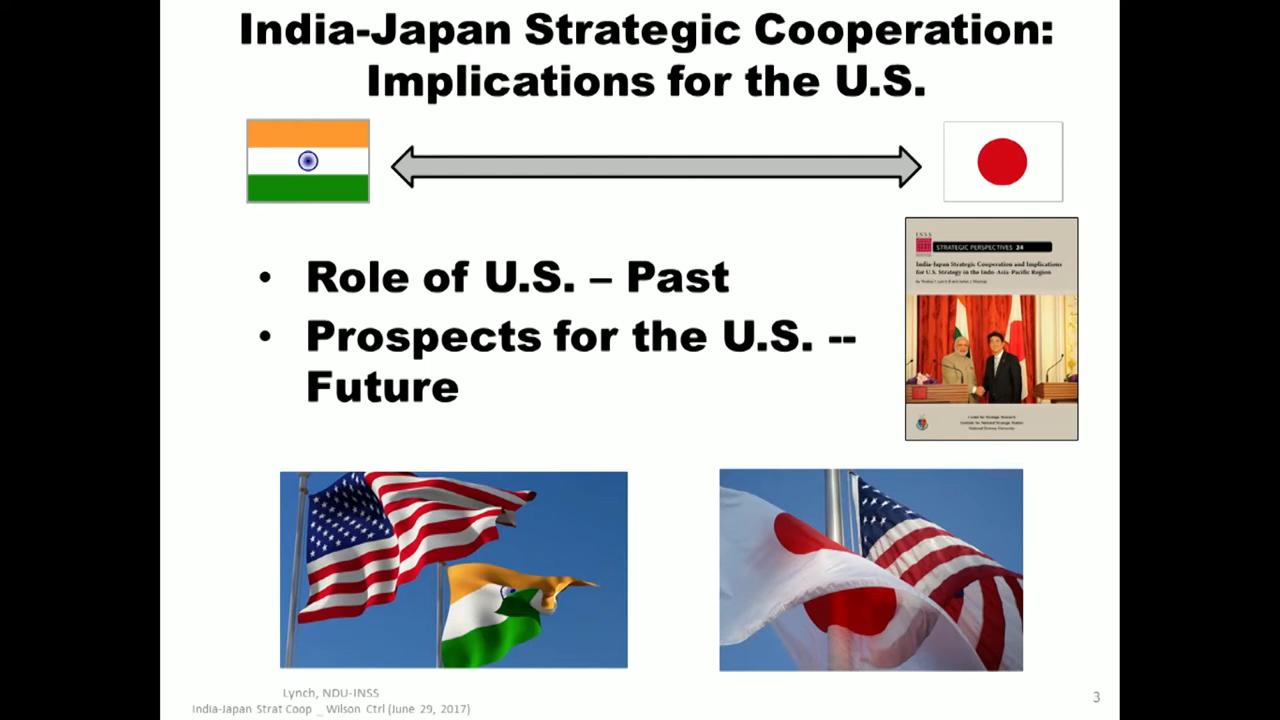 India-Japan Strategic Cooperation:
Implications for the U.S.
• Role of U.S. – Past
• Prospects for the U.S. --
Future
INSS
STRATEGIC PERSPECTIVES 24
India-Japan Strategic Cooperation and Implications
for U.S. Strategy in the Indo-Asia-Pacific Region
Center for Strategic Research
Institute for National Strategic Studies
National Defense University
Lynch, NDU-INSS
India-Japan Strat Coop _ Wilson Ctrl (June 29, 2017)
3